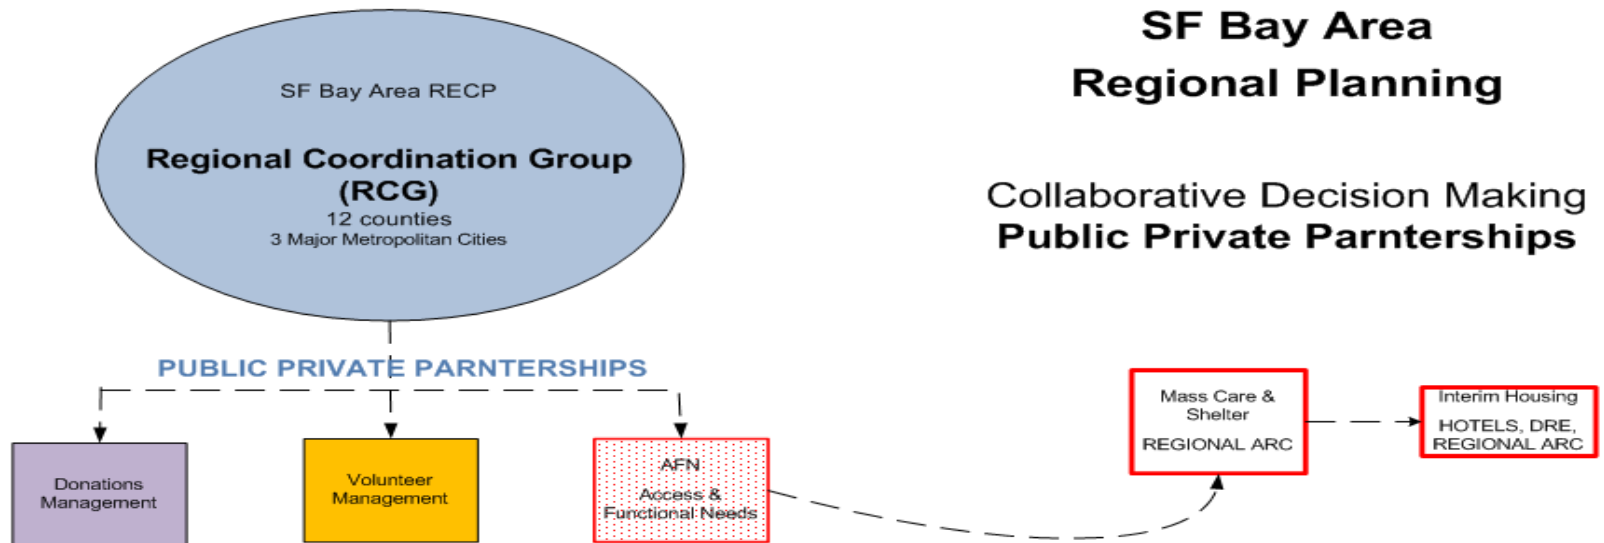 SF Bay Area
Regional Planning
Collaborative Decision Making
Public Private Parnterships
SF Bay Area RECP
Regional Coordination Group
(RCG)
12 counties
3 Major Metropolitan Cities
PUBLIC PRIVATE PARNTERSHIPS
Donations
Management
Volunteer
Management
AFN
Access &
Functional Needs
Mass Care &
Shelter
REGIONAL ARC
Interim Housing
HOTELS, DRE,
REGIONAL ARC